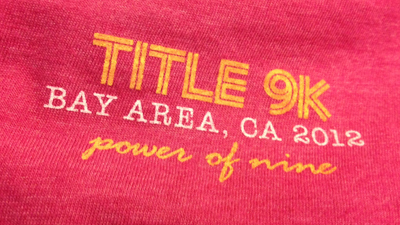 TITLE 9K
BAY AREA, CA 2012
power of nine